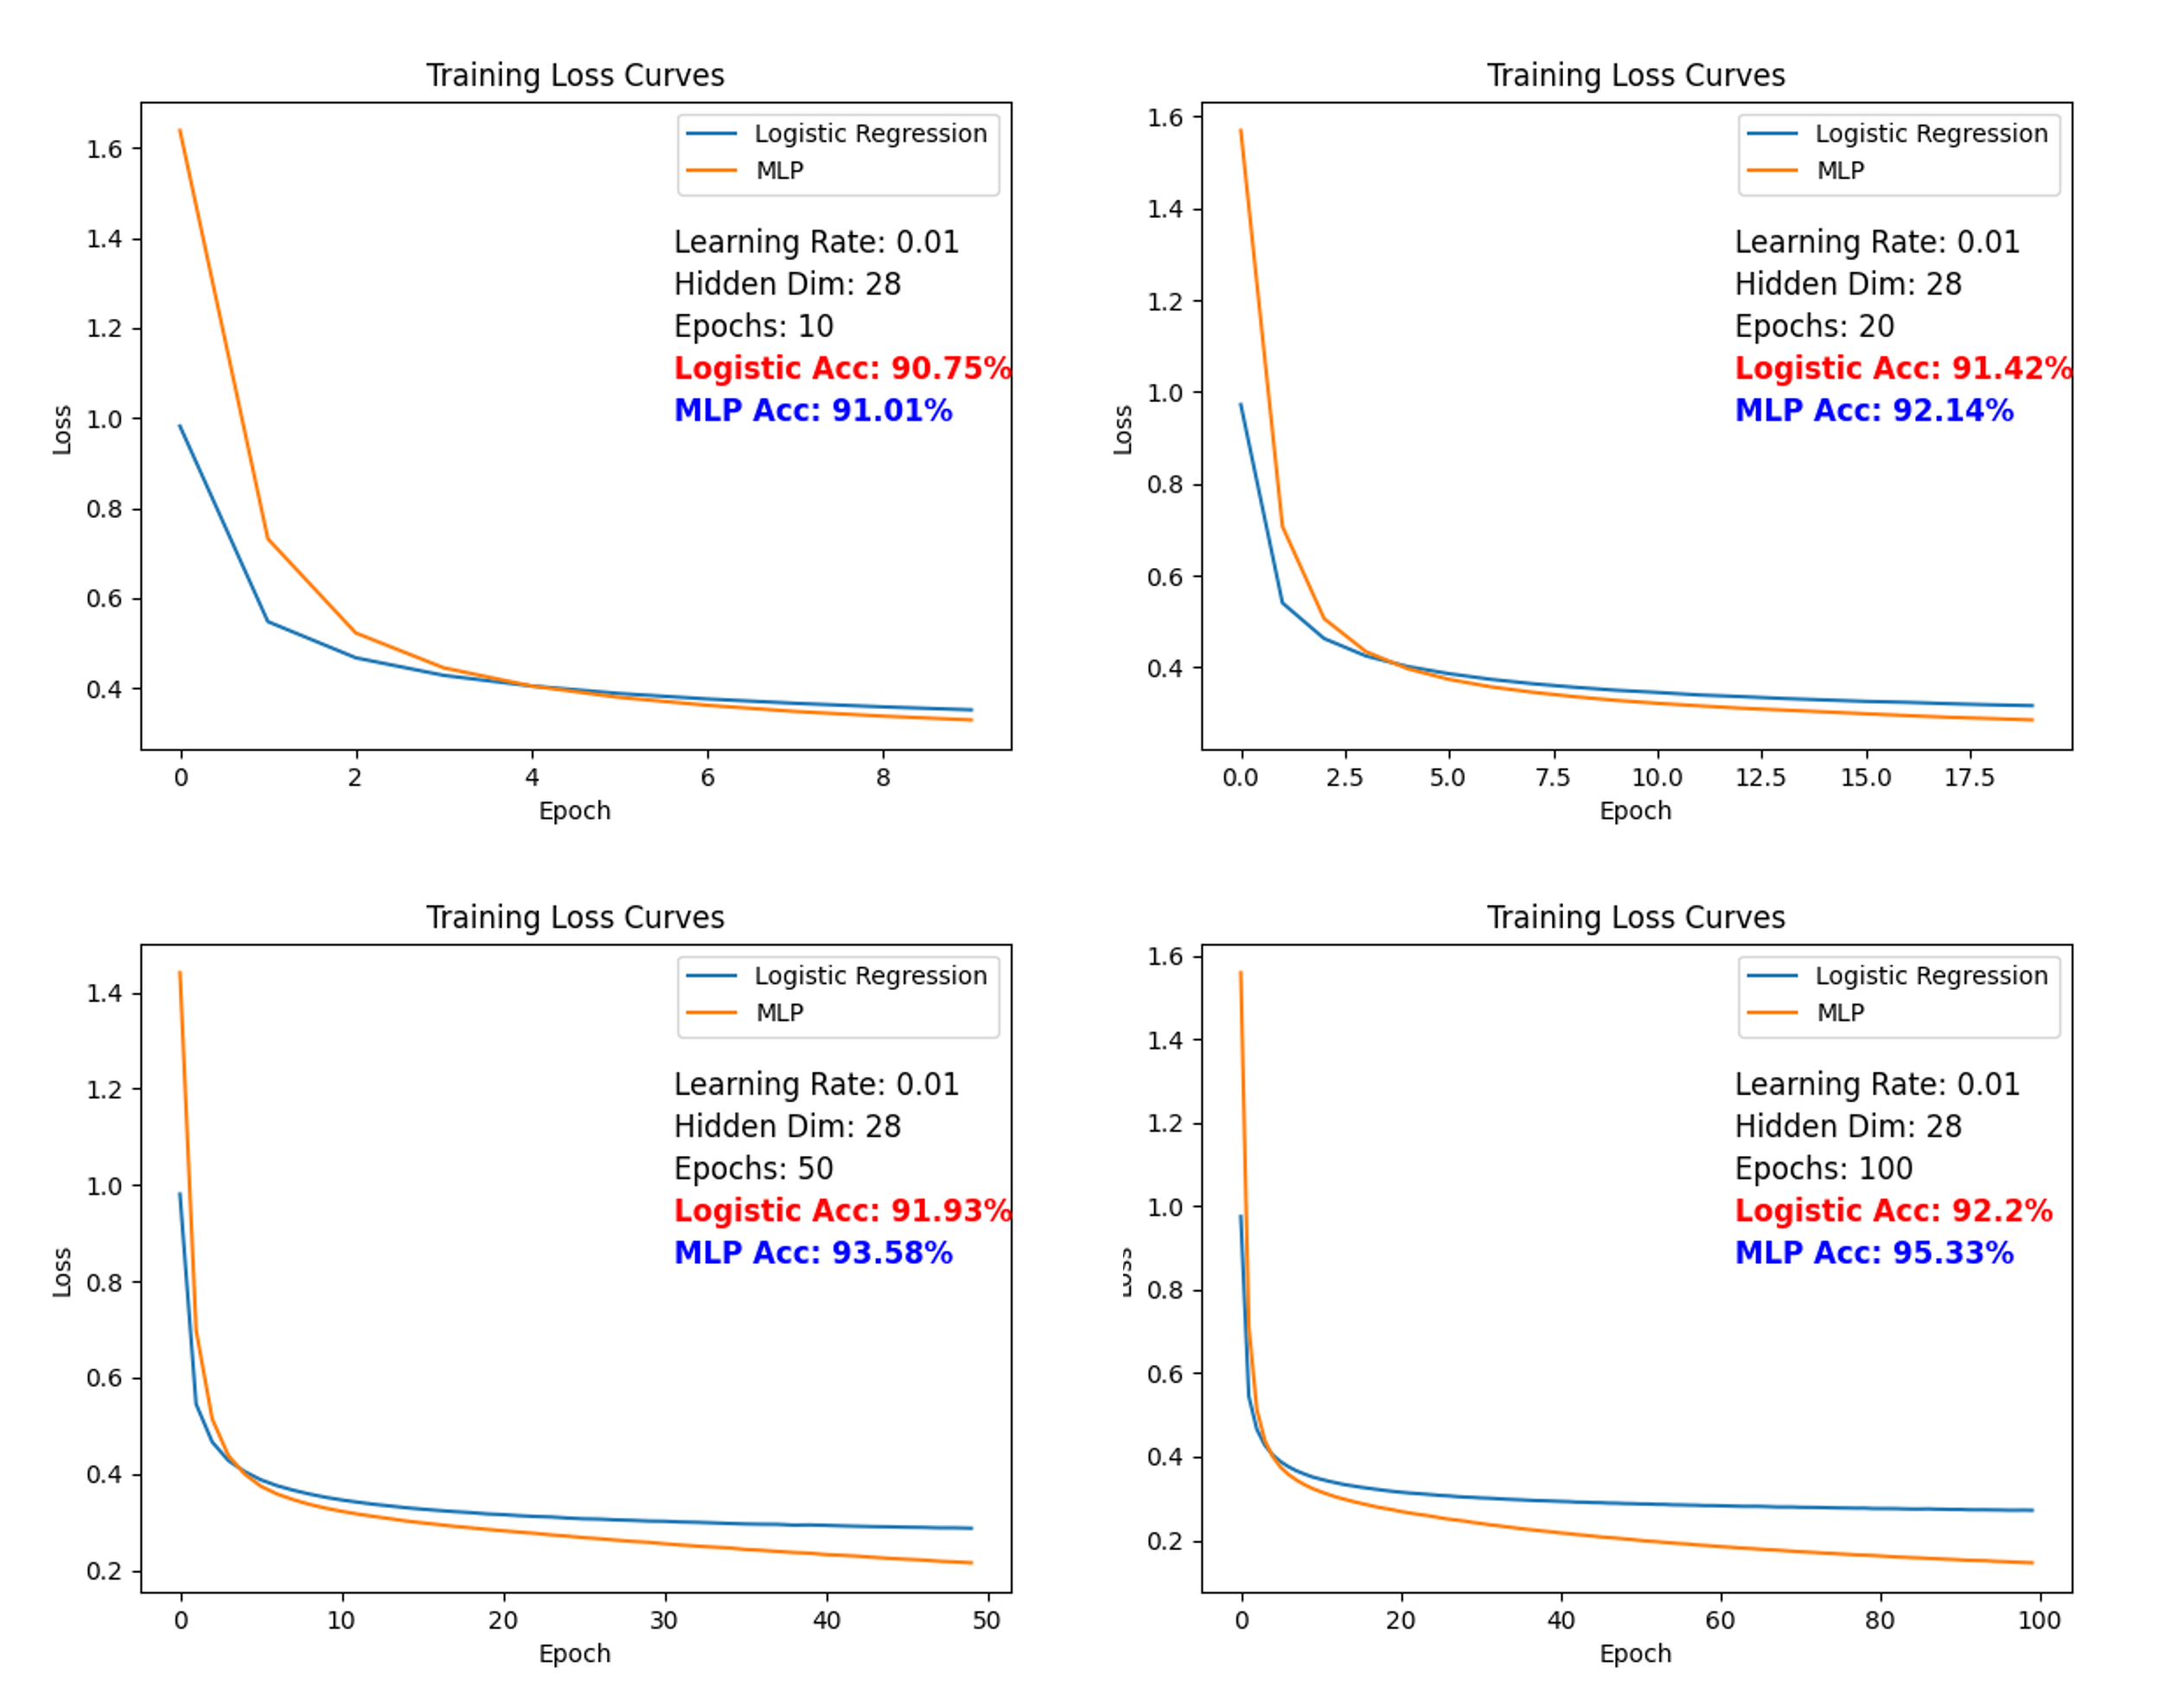 Training Loss Curves
Logistic Regression
MLP
Learning Rate: 0.01
Hidden Dim: 28
Epochs: 10
Logistic Acc: 90.75%
MLP Acc: 91.01%
1.6
1.4
1.2
1.0
0.8
0.6
0.4
Loss
0 2 4 6 8
Epoch
Training Loss Curves
Logistic Regression
MLP
Learning Rate: 0.01
Hidden Dim: 28
Epochs: 20
Logistic Acc: 91.42%
MLP Acc: 92.14%
1.6
1.4
1.2
1.0
0.8
0.6
0.4
Loss
0.0 2.5 5.0 7.5 10.0 12.5 15.0 17.5
Epoch
Training Loss Curves
Logistic Regression
MLP
Learning Rate: 0.01
Hidden Dim: 28
Epochs: 50
Logistic Acc: 91.93%
MLP Acc: 93.58%
1.4
1.2
1.0
0.8
0.6
0.4
0.2
Loss
0 10 20 30 40 50
Epoch
Training Loss Curves
Logistic Regression
MLP
Learning Rate: 0.01
Hidden Dim: 28
Epochs: 100
Logistic Acc: 92.2%
MLP Acc: 95.33%
1.6
1.4
1.2
1.0
0.8
0.6
0.4
0.2
Loss
0 20 40 60 80 100
Epoch